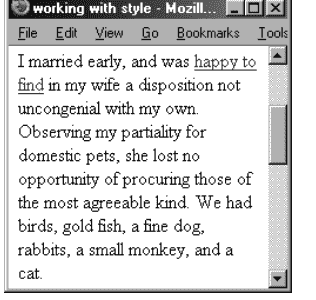 working with style - Mozill...
File Edit View Go Bookmarks Tools
I married early, and was happy to
find in my wife a disposition not
uncongenial with my own.
Observing my partiality for
domestic pets, she lost no
opportunity of procuring those of
the most agreeable kind. We had
birds, gold fish, a fine dog,
rabbits, a small monkey, and a
cat.